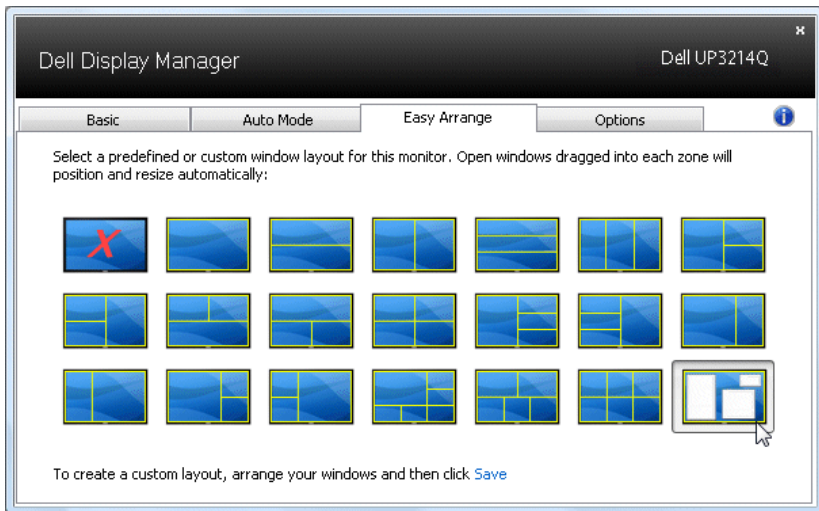 x
Dell Display Manager
Dell UP3214Q
Basic
Auto Mode
Easy Arrange
Options
i
Select a predefined or custom window layout for this monitor. Open windows dragged into each zone will
position and resize automatically:
X
To create a custom layout, arrange your windows and then click Save